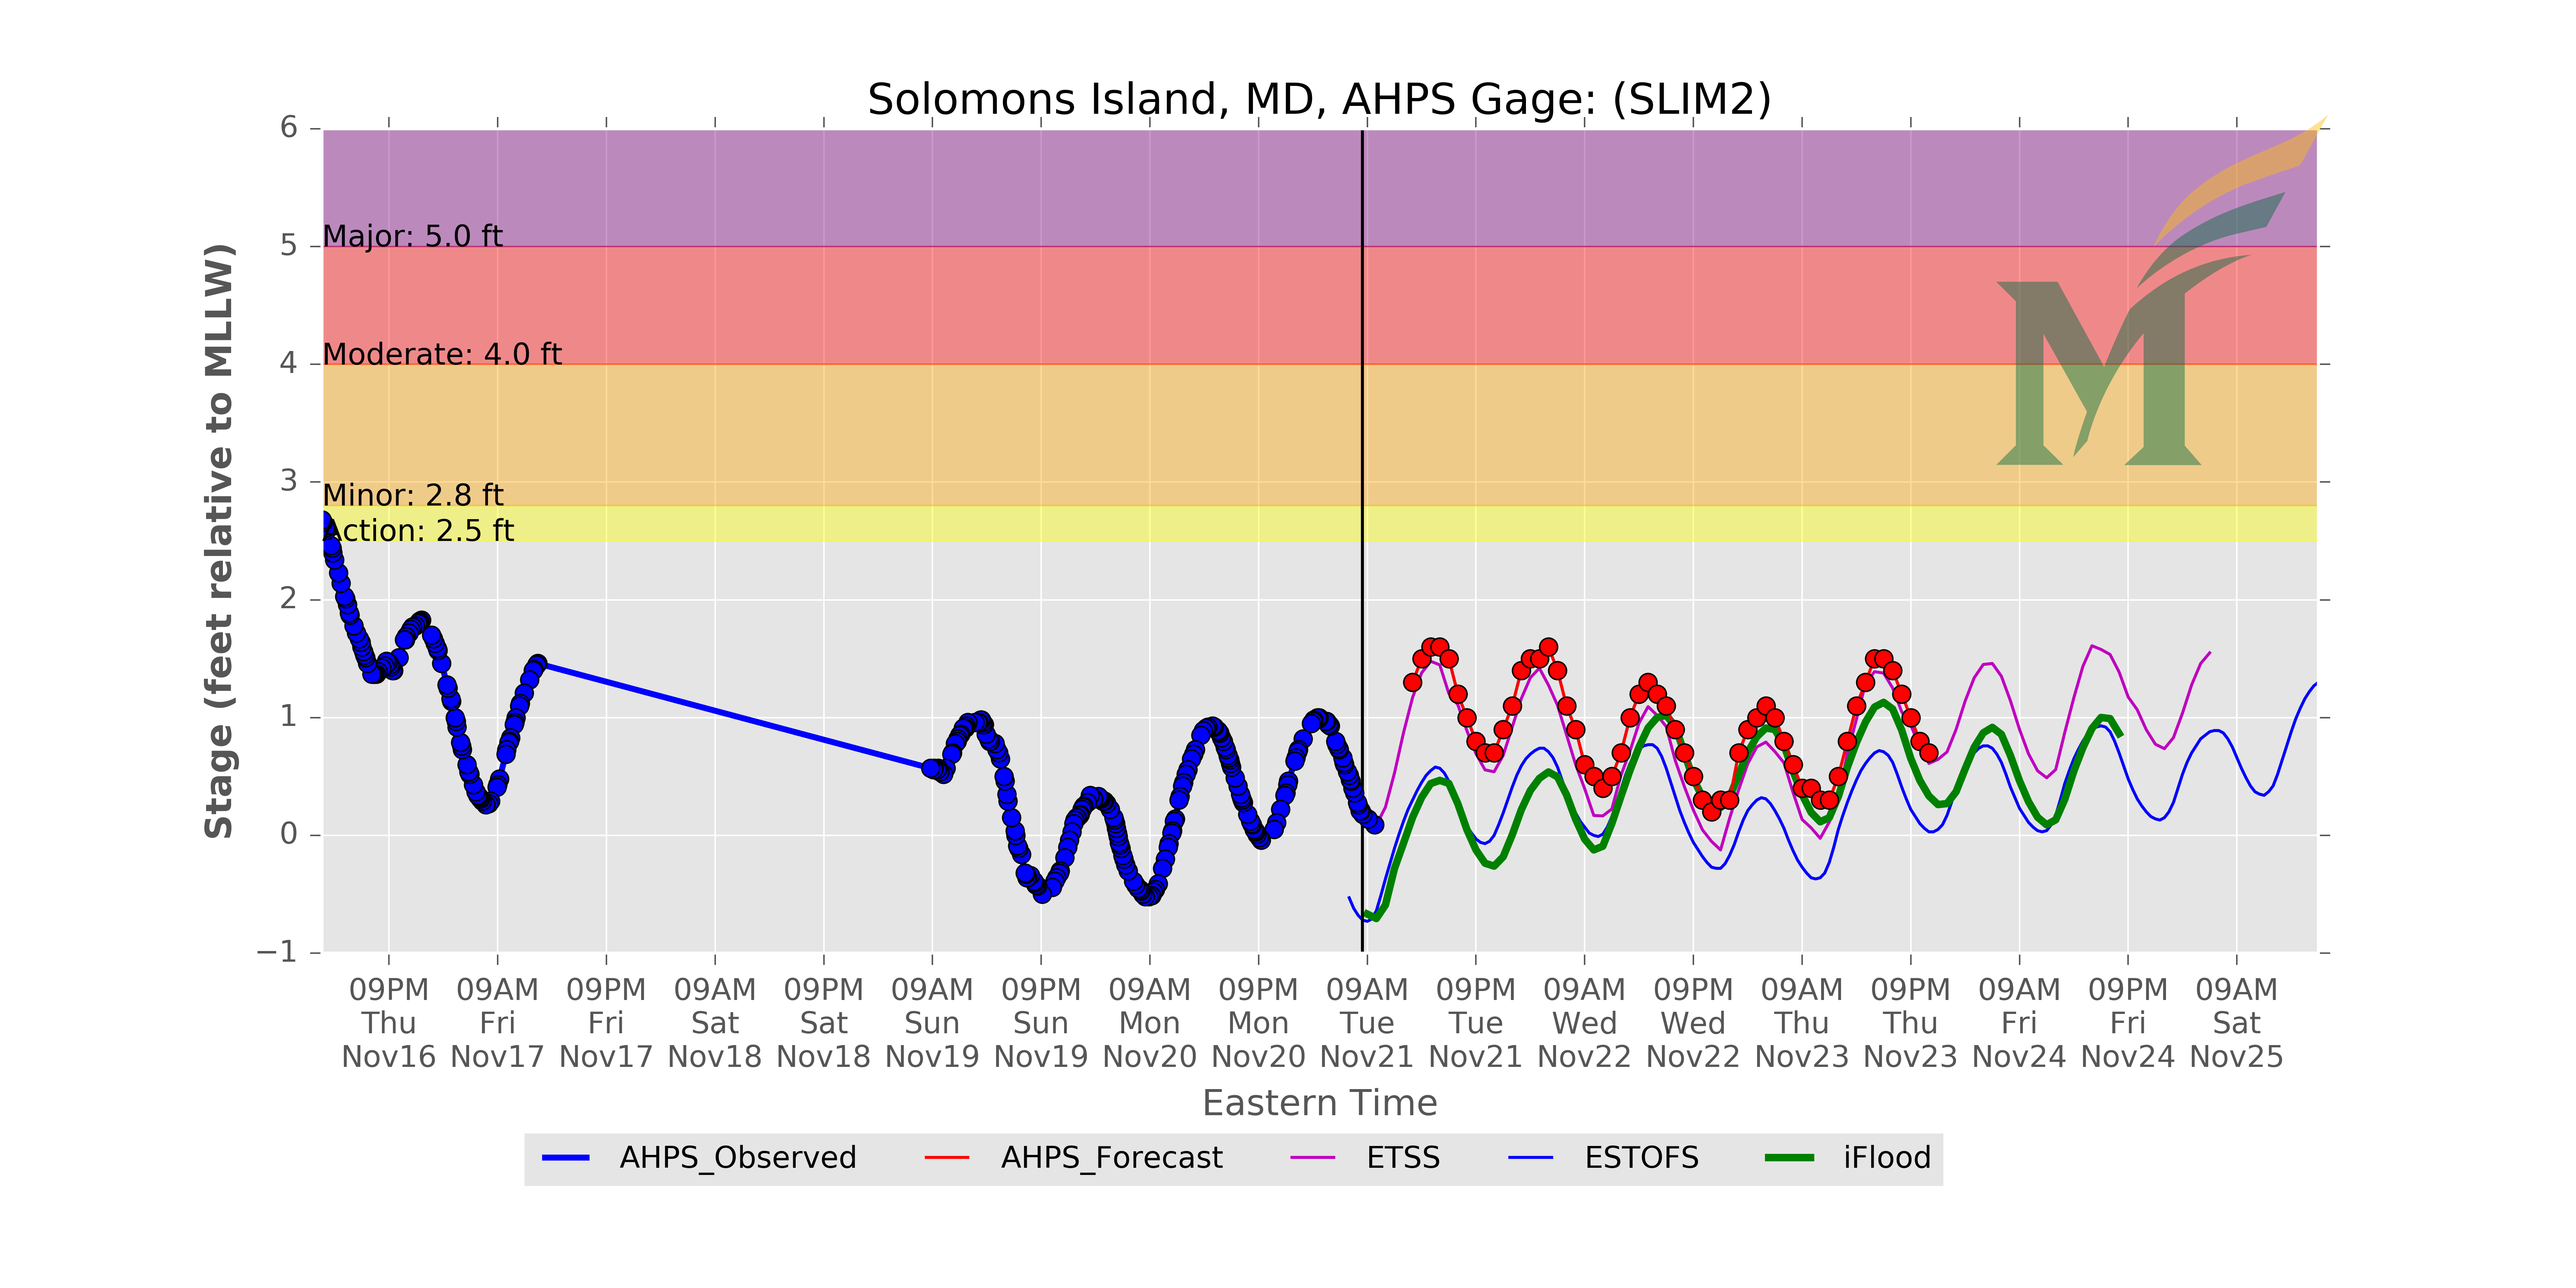 Solomons Island, MD, AHPS Gage: (SLIM2)
6
5
4
3
2
1
0
−1
Stage (feet relative to MLLW)
Major: 5.0 ft
Moderate: 4.0 ft
Minor: 2.8 ft
Action: 2.5 ft
M
09PM 09AM 09PM 09AM 09PM 09AM 09PM 09AM 09PM 09AM 09PM 09AM 09PM 09AM 09PM 09AM 09PM 09AM
Thu Fri Fri Sat Sat Sun Sun Mon Mon Tue Tue Wed Wed Thu Thu Fri Fri Sat
Nov16 Nov17 Nov17 Nov18 Nov18 Nov19 Nov19 Nov20 Nov20 Nov21 Nov21 Nov22 Nov22 Nov23 Nov23 Nov24 Nov24 Nov25
Eastern Time
AHPS_Observed AHPS_Forecast ETSS ESTOFS iFlood